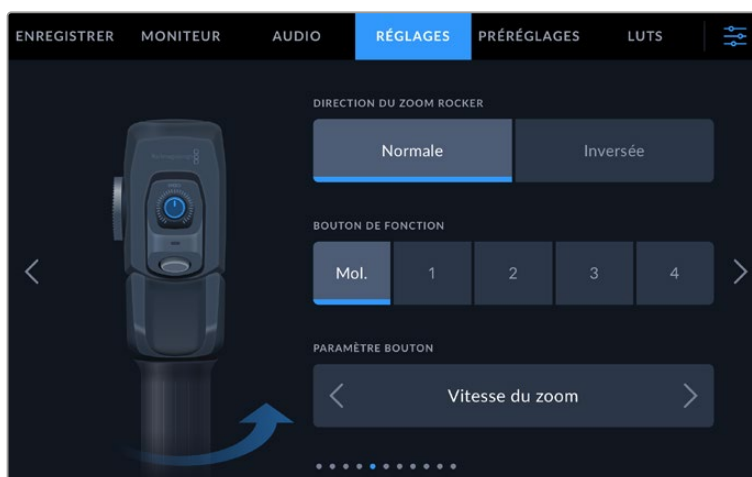 ENREGISTRER MONITEUR AUDIO RÉGLAGES PRÉRÉGLAGES LUTS
DIRECTION DU ZOOM ROCKER
Normale Inversée
BOUTON DE FONCTION
Mol. 1 2 3 4
PARAMÈTRE BOUTON
Vitesse du zoom